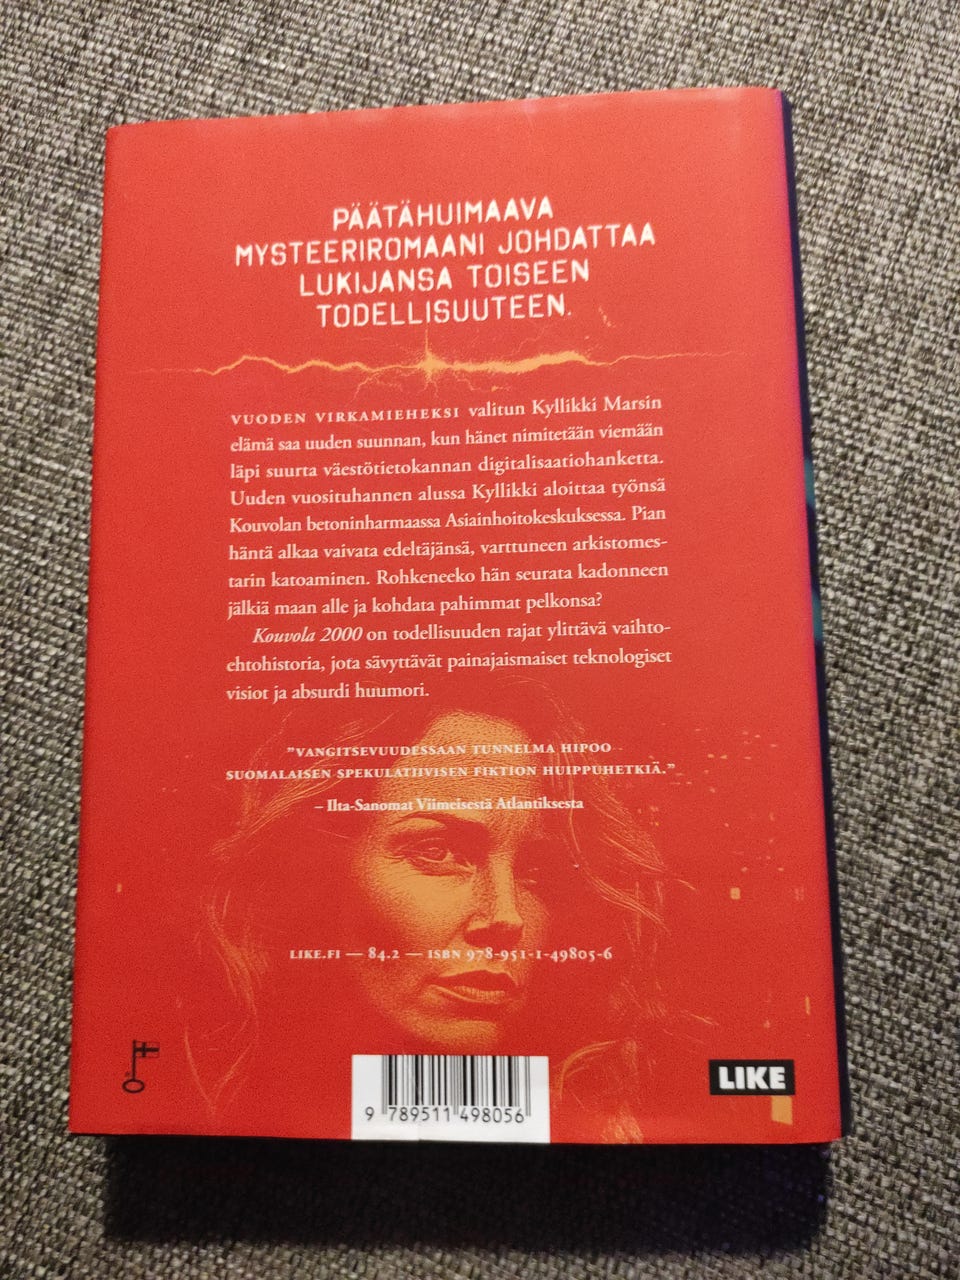 PÄÄTÄHUIMAAVA
MYSTEERIROMAANI JOHDATTAA
LUKIJANSA TOISEEN
TODELLISUUTEEN.
VUODEN VIRKAMIEHEKSI valitun Kyllikki Marsin
elämä saa uuden suunnan, kun hänet nimitetään viemään
läpi suurta väestötietokannan digitalisaatiohanketta.
Uuden vuosituhannen alussa Kyllikki aloittaa työnsä
Kouvolan betoninharmaassa Asiainhoitokeskuksessa. Pian
häntä alkaa vaivata edeltäjänsä, varttuneen arkistomes-
tarin katoaminen. Rohkeneeko hän seurata kadonneen
jälkiä maan alle ja kohdata pahimmat pelkonsa?
Kouvola 2000 on todellisuuden rajat ylittävä vaihto-
ehtohistoria, jota sävyttävät painajaismaiset teknologiset
visiot ja absurdi huumori.
"VANGITSEVUUDESSAAN TUNNELMA HIPOO
SUOMALAISEN SPEKULATIIVISEN FIKTION HUIPPUHETKIÄ."
– Ilta-Sanomat Viimeisestä Atlantiksesta
LIKE.FI — 84.2 — ISBN 978-951-1-49805-6
LIKE
9 789511 498056